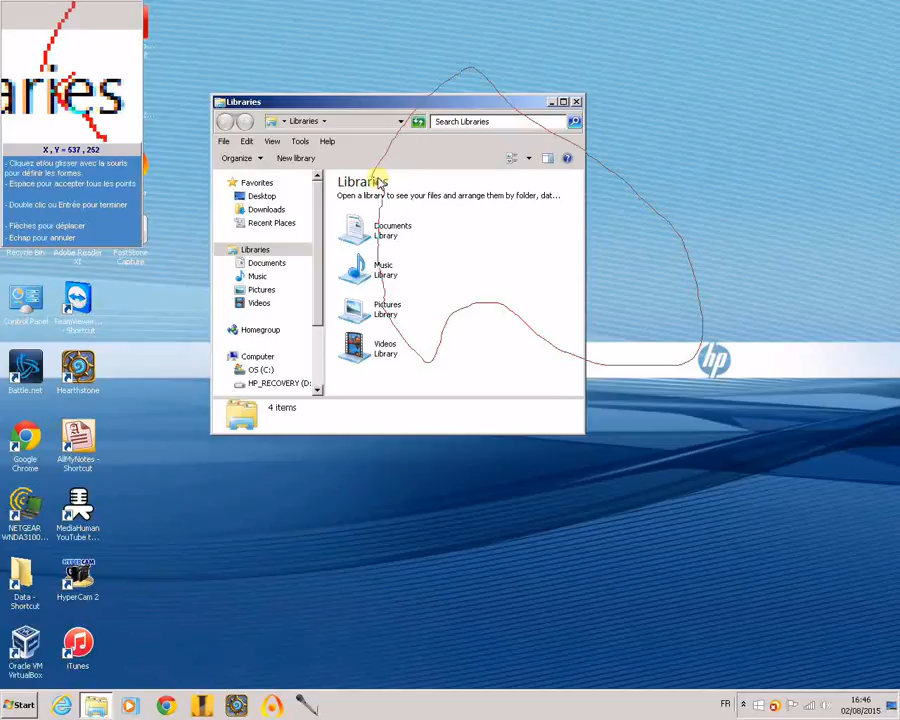 aries
X , Y = 537 , 252
- Cliquez et/ou glisser avec la souris
pour définir les formes.
- Espace pour accepter tous les points
- Double clic ou Entrée pour terminer
- Flèches pour déplacer
- Echap pour annuler
Recycle Bin
Adobe Reader
XI
FastStone
Capture
Control Panel
TeamViewer...
- Shortcut
Battle.net
Hearthstone
Google
Chrome
AllMyNotes -
Shortcut
NETGEAR
WNDA3100...
MediaHuman
YouTube t...
Data -
Shortcut
HyperCam 2
Oracle VM
VirtualBox
iTunes
Libraries
Libraries
Search Libraries
File Edit View Tools Help
Organize New library
Favorites
Desktop
Downloads
Recent Places
Libraries
Documents
Music
Pictures
Videos
Homegroup
Computer
OS (C:)
HP_RECOVERY (D:
Libraries
Open a library to see your files and arrange them by folder, dat...
Documents
Library
Music
Library
Pictures
Library
Videos
Library
4 items
hp
Start
FR
16:46
02/08/2015